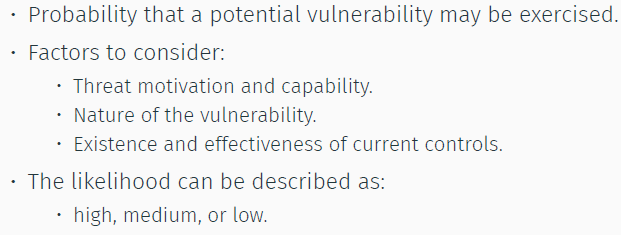 • Probability that a potential vulnerability may be exercised.
• Factors to consider:
• Threat motivation and capability.
• Nature of the vulnerability.
• Existence and effectiveness of current controls.
• The likelihood can be described as:
• high, medium, or low.